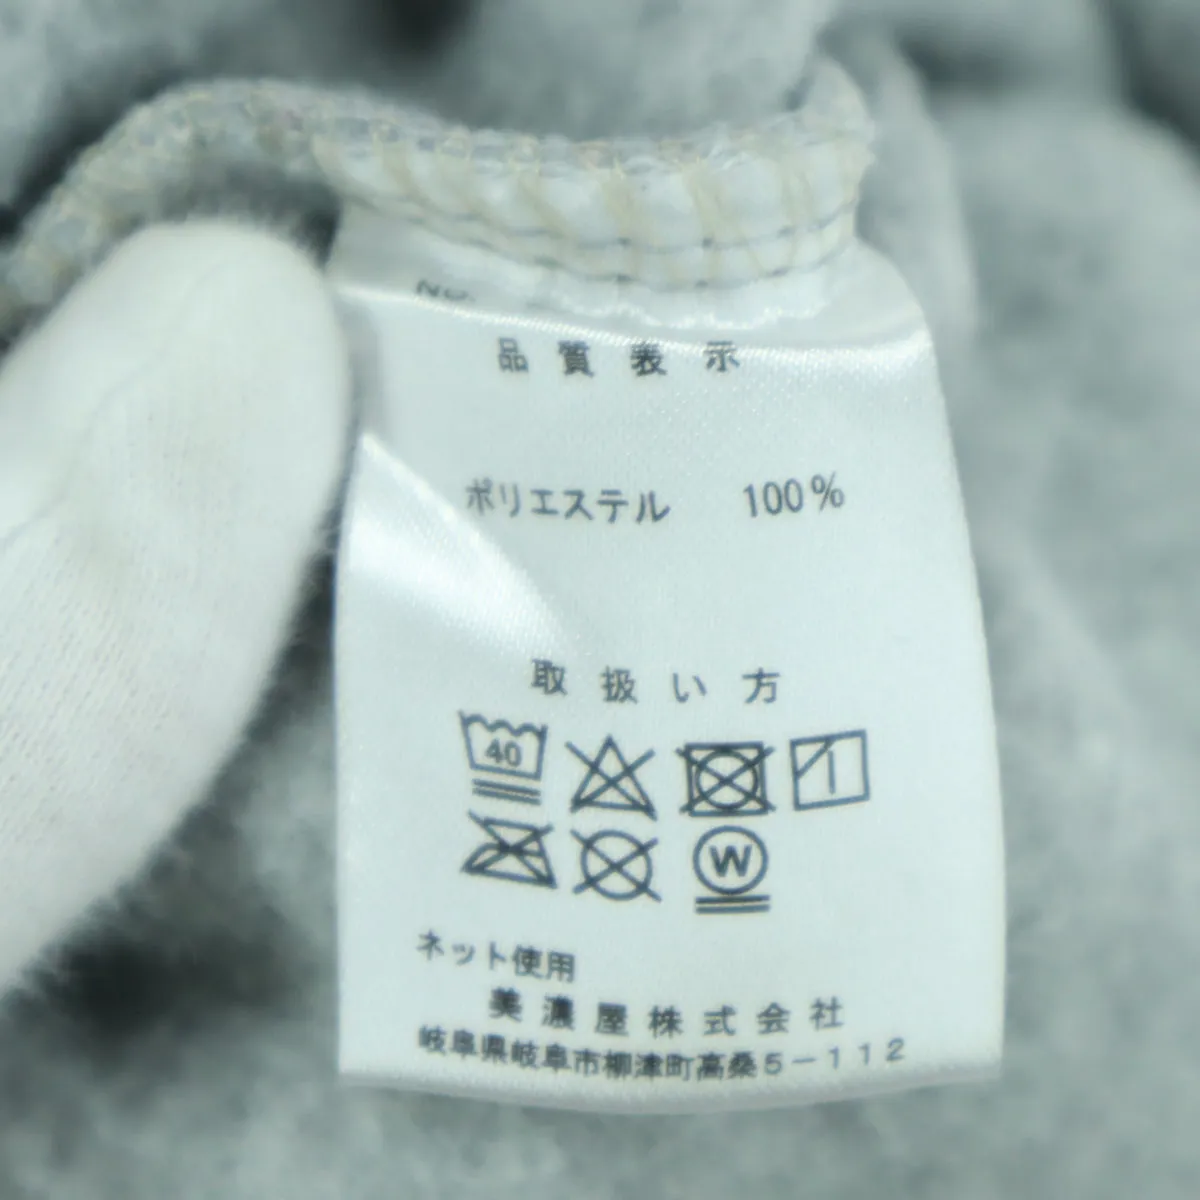 品質表示
ポリエステル 100%
取扱い方
40
W
ネット使用
美濃屋株式会社
岐阜県岐阜市柳津町高桑5-112